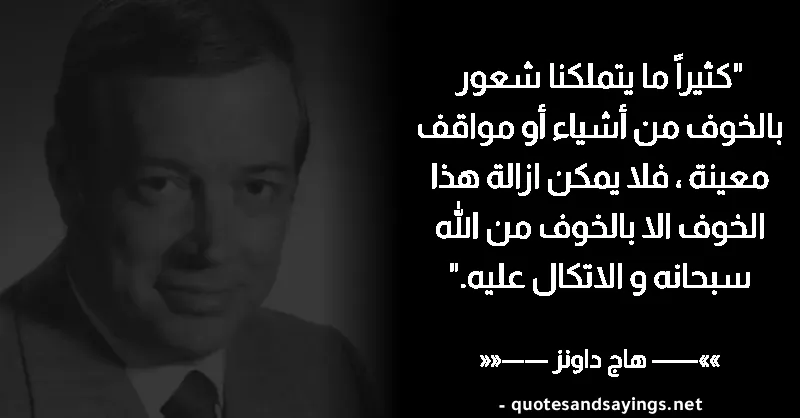 "كثيراً ما يتملكنا شعور
بالخوف من أشياء أو مواقف
معينة ، فلا يمكن ازالة هذا
الخوف الا بالخوف من الله
سبحانه و الاتكال عليه."
»»—— هاج داونز ——««
- quotesandsayings.net